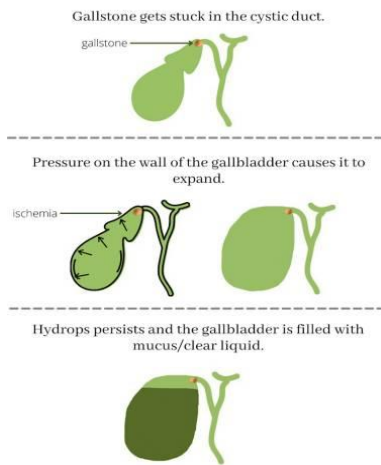 Gallstone gets stuck in the cystic duct.
gallstone
Pressure on the wall of the gallbladder causes it to
expand.
ischemia
Hydrops persists and the gallbladder is filled with
mucus/clear liquid.